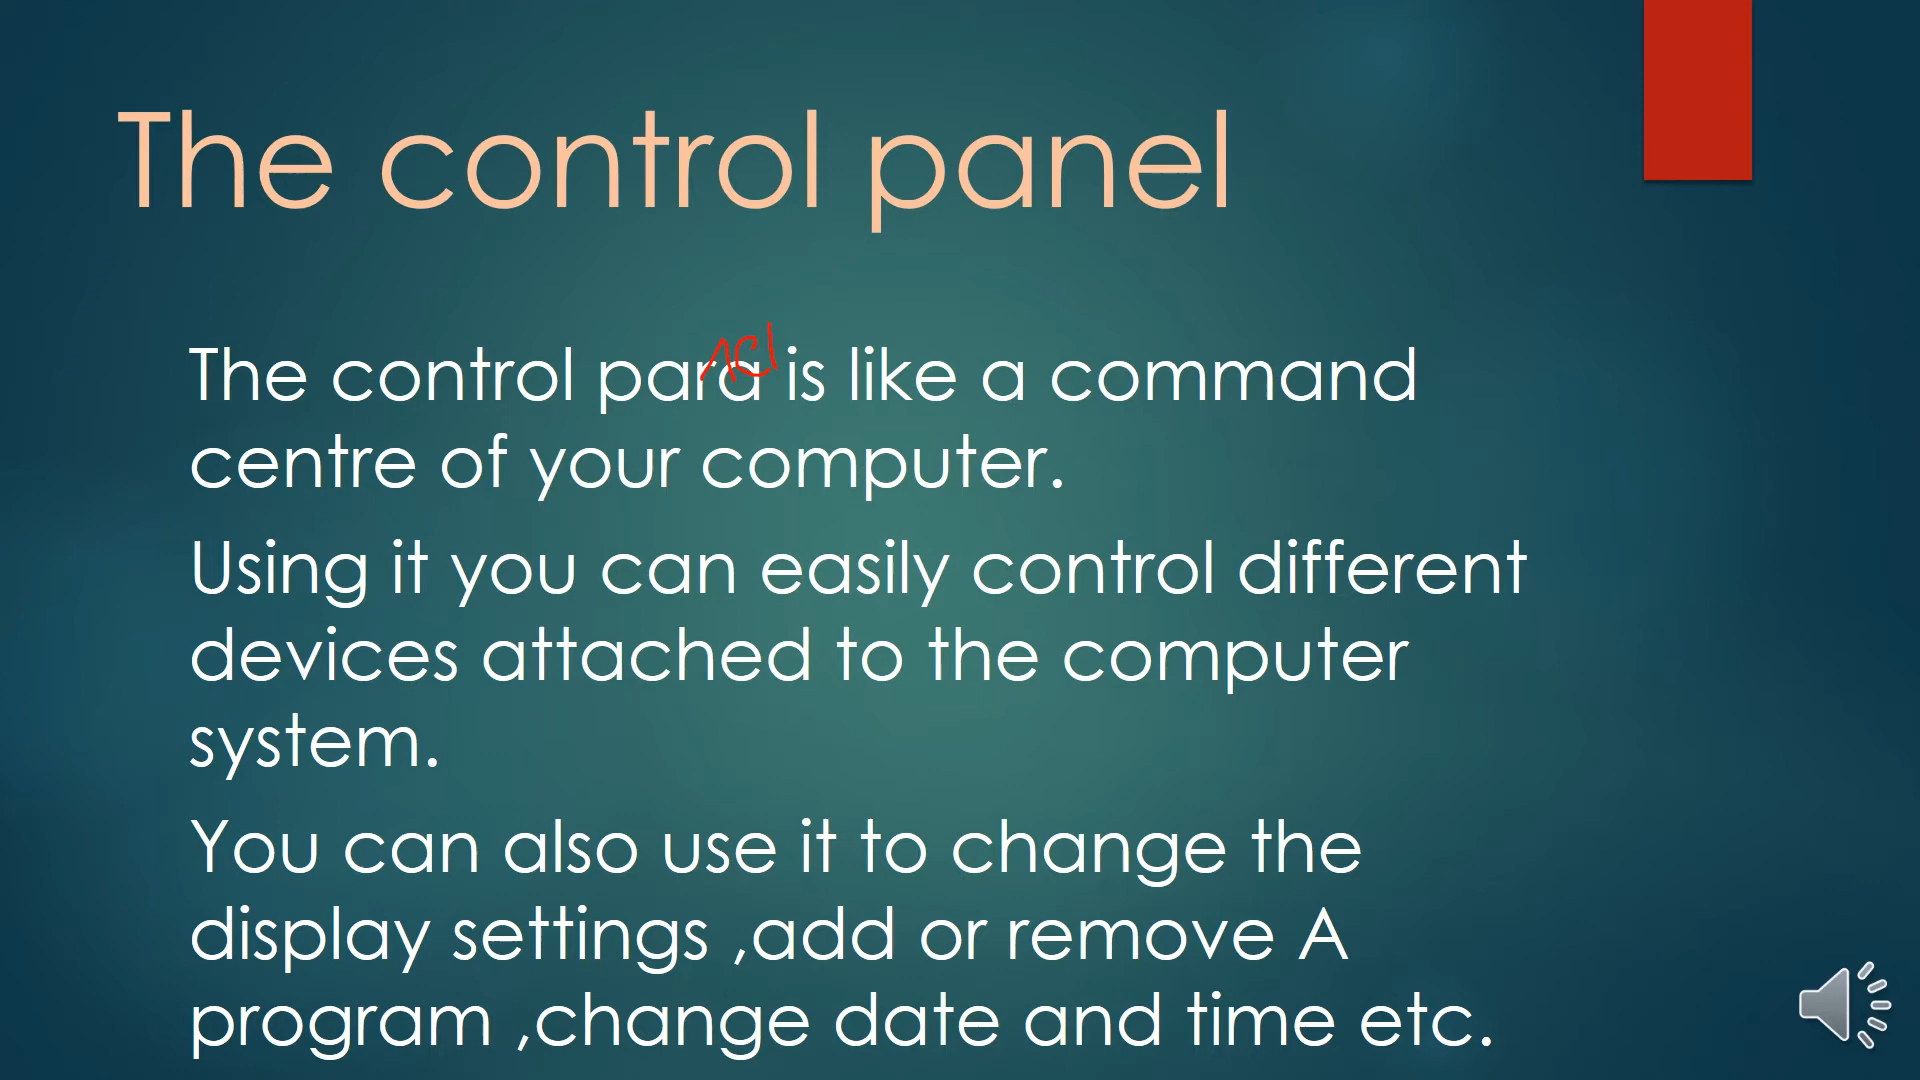 The control panel
The control para is like a command
centre of your computer.
Using it you can easily control different
devices attached to the computer
system.
You can also use it to change the
display settings ,add or remove A
program ,change date and time etc.